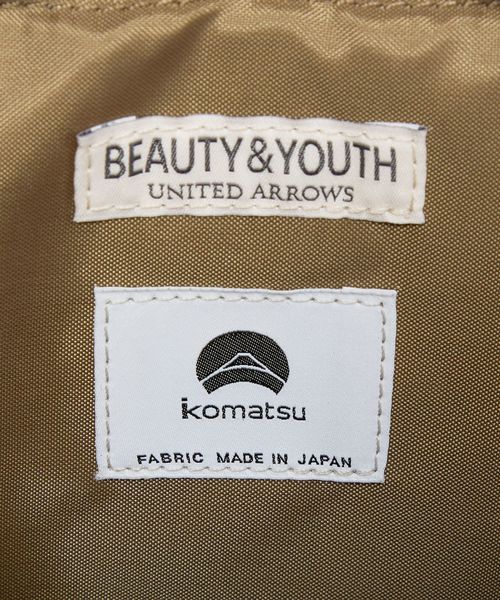 BEAUTY&YOUTH
UNITED ARROWS
komatsu
FABRIC MADE IN JAPAN